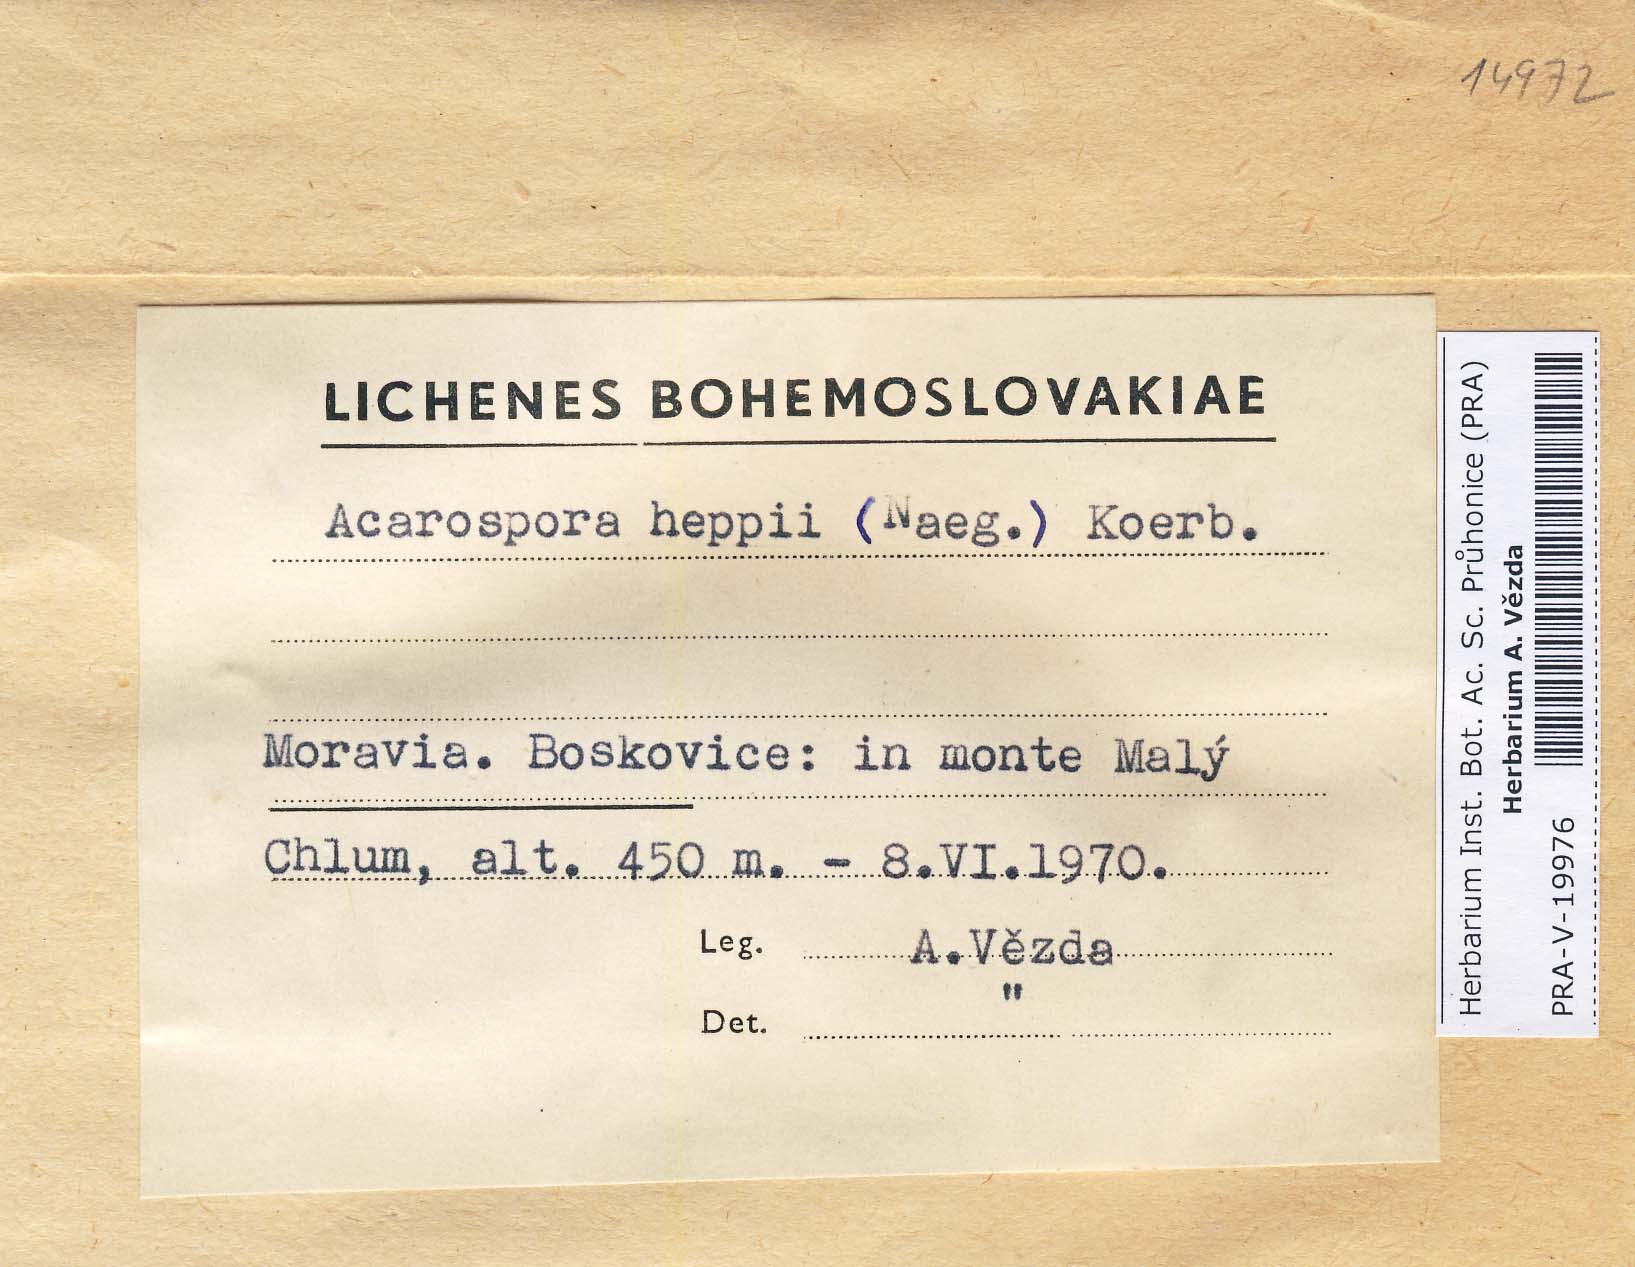 14972
LICHENES BOHEMOSLOVAKIAE
Acarospora heppii (Naeg.) Koerb.
Moravia. Boskovice: in monte Malý
Chlum, alt. 450 m. - 8.VI.1970.
Leg. A.Vězda
Det. "
Herbarium Inst. Bot. Ac. Sc. Průhonice (PRA)
Herbarium A. Vězda
PRA-V-19976